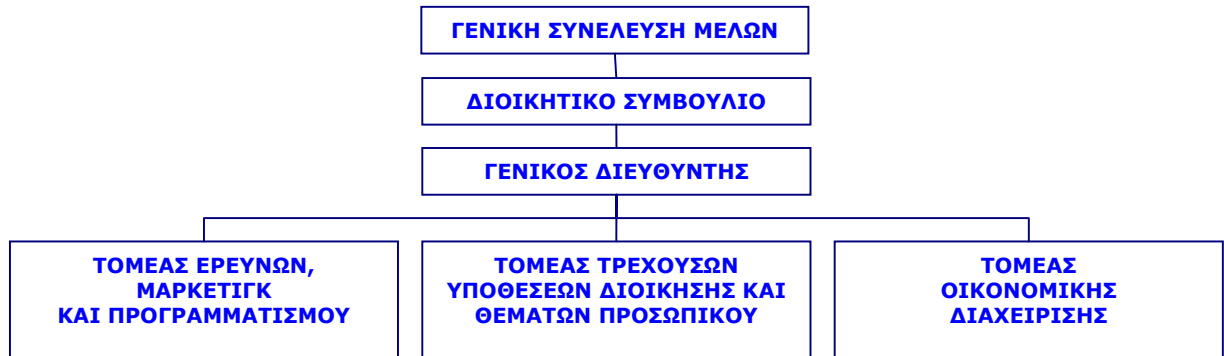 ΓΕΝΙΚΗ ΣΥΝΕΛΕΥΣΗ ΜΕΛΩΝ
ΔΙΟΙΚΗΤΙΚΟ ΣΥΜΒΟΥΛΙΟ
ΓΕΝΙΚΟΣ ΔΙΕΥΘΥΝΤΗΣ
ΤΟΜΕΑΣ ΕΡΕΥΝΩΝ,
ΜΑΡΚΕΤΙΓΚ
ΚΑΙ ΠΡΟΓΡΑΜΜΑΤΙΣΜΟΥ
ΤΟΜΕΑΣ ΤΡΕΧΟΥΣΩΝ
ΥΠΟΘΕΣΕΩΝ ΔΙΟΙΚΗΣΗΣ ΚΑΙ
ΘΕΜΑΤΩΝ ΠΡΟΣΩΠΙΚΟΥ
ΤΟΜΕΑΣ
ΟΙΚΟΝΟΜΙΚΗΣ
ΔΙΑΧΕΙΡΙΣΗΣ